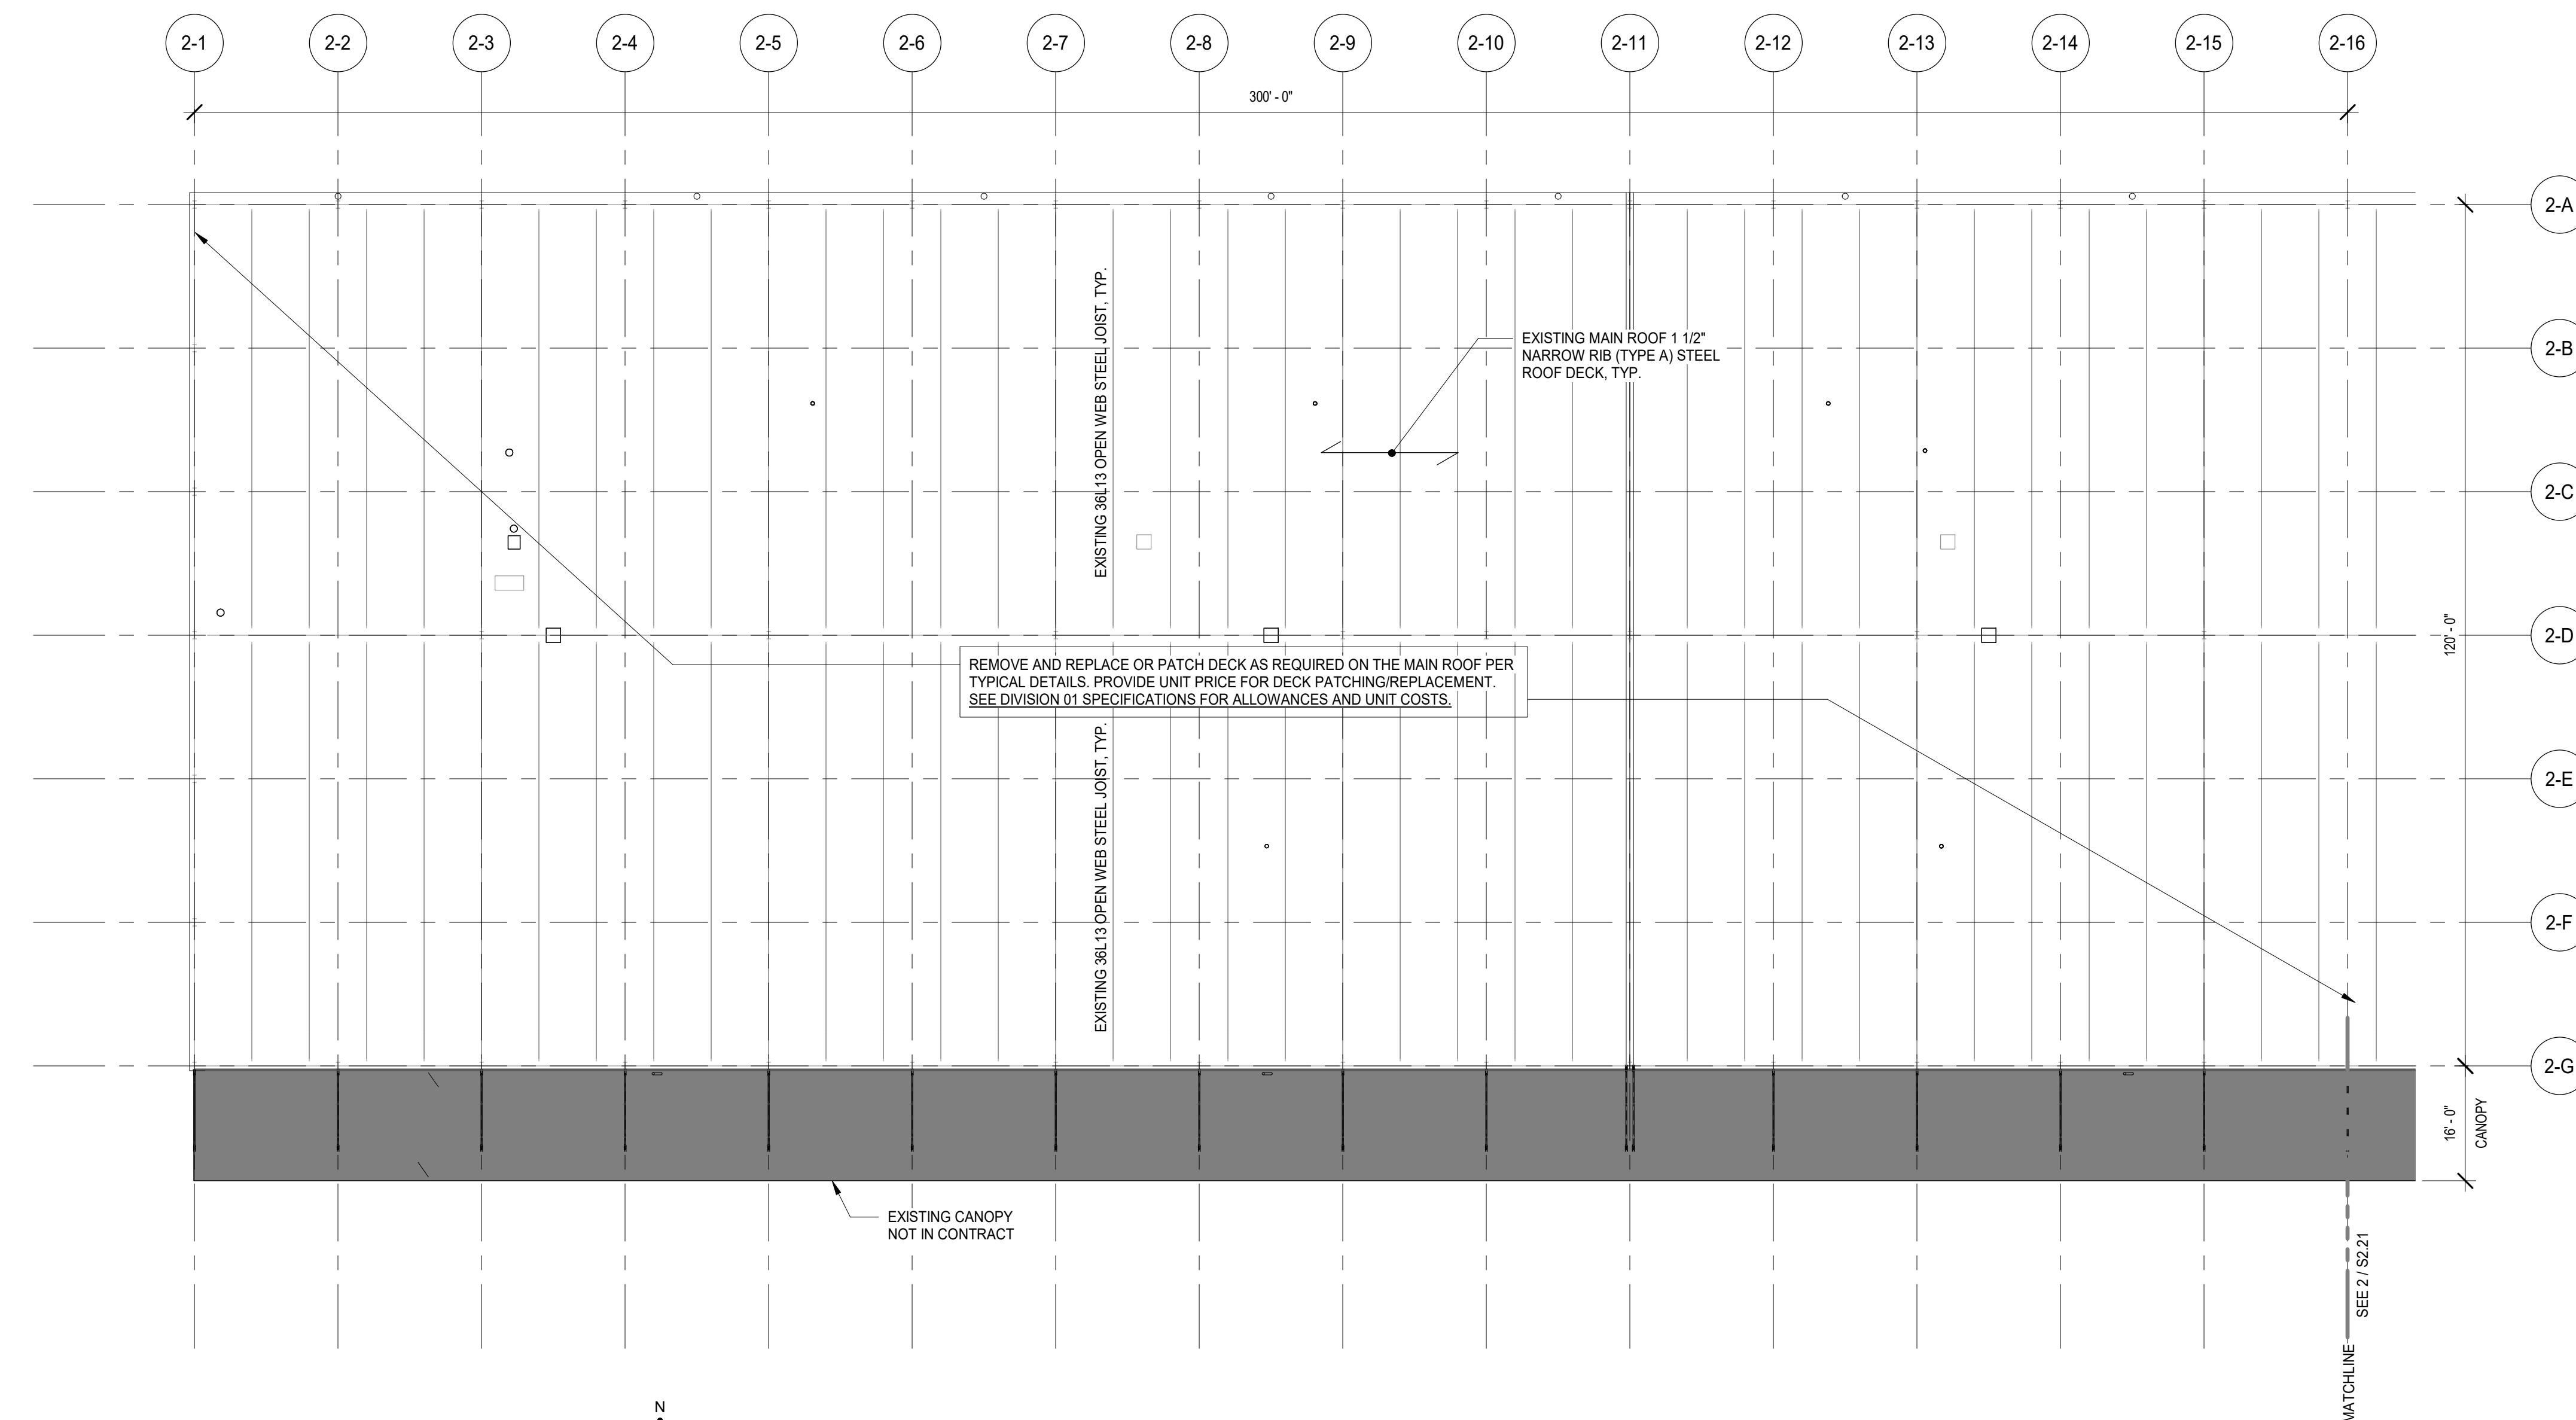 2-1
2-2
2-3
2-4
2-5
2-6
2-7
2-8
2-9
2-10
2-11
2-12
2-13
2-14
2-15
2-16
300' - 0"
2-A
EXISTING 36L13 OPEN WEB STEEL JOIST, TYP.
EXISTING MAIN ROOF 1 1/2"
NARROW RIB (TYPE A) STEEL
ROOF DECK, TYP.
2-B
2-C
2-D
120' - 0"
REMOVE AND REPLACE OR PATCH DECK AS REQUIRED ON THE MAIN ROOF PER
TYPICAL DETAILS. PROVIDE UNIT PRICE FOR DECK PATCHING/REPLACEMENT.
SEE DIVISION 01 SPECIFICATIONS FOR ALLOWANCES AND UNIT COSTS.
EXISTING 36L13 OPEN WEB STEEL JOIST, TYP.
2-E
2-F
2-G
16' - 0"
CANOPY
EXISTING CANOPY
NOT IN CONTRACT
SEE 2 / S2.21
MATCHLINE
N